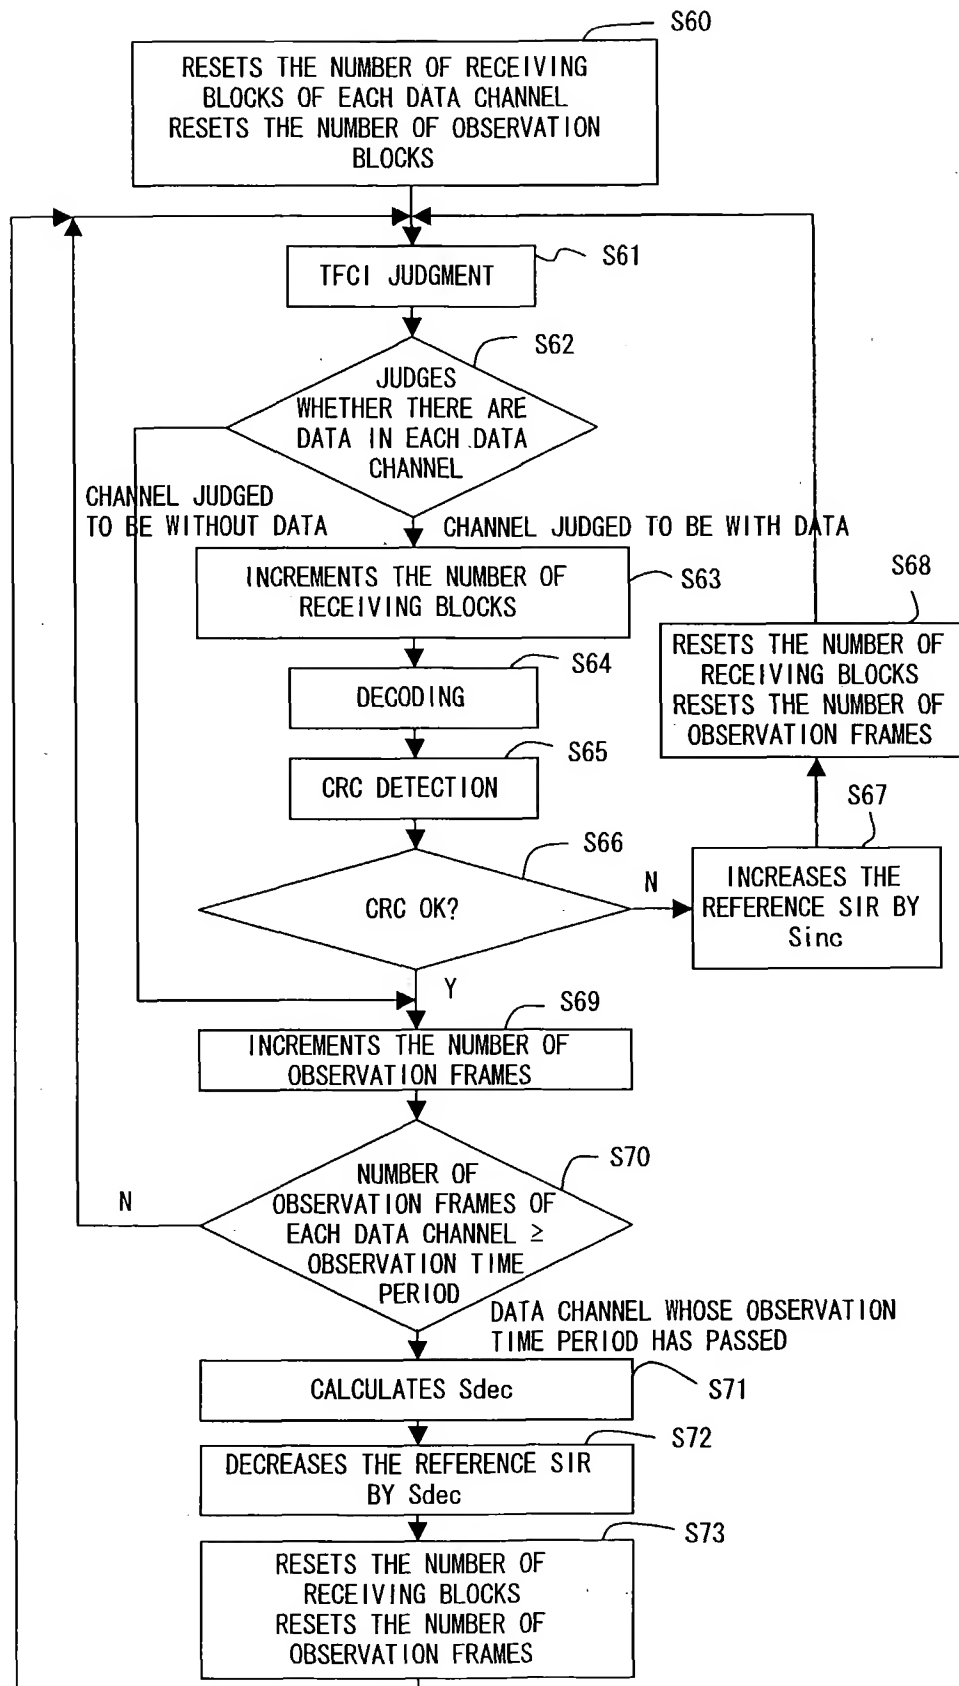 S60
RESETS THE NUMBER OF RECEIVING
BLOCKS OF EACH DATA CHANNEL
RESETS THE NUMBER OF OBSERVATION
BLOCKS
TFCI JUDGMENT
S61
S62
JUDGES
WHETHER THERE ARE
DATA IN EACH DATA
CHANNEL
CHANNEL JUDGED
TO BE WITHOUT DATA
CHANNEL JUDGED TO BE WITH DATA
INCREMENTS THE NUMBER OF
RECEIVING BLOCKS
S63
S64
DECODING
S65
CRC DETECTION
S66
CRC OK?
N
S67
INCREASES THE
REFERENCE SIR BY
Sinc
S68
RESETS THE NUMBER OF
RECEIVING BLOCKS
RESETS THE NUMBER OF
OBSERVATION FRAMES
Y
S69
INCREMENTS THE NUMBER OF
OBSERVATION FRAMES
S70
NUMBER OF
OBSERVATION FRAMES OF
EACH DATA CHANNEL ≥
OBSERVATION TIME
PERIOD
N
DATA CHANNEL WHOSE OBSERVATION
TIME PERIOD HAS PASSED
CALCULATES Sdec
S71
S72
DECREASES THE REFERENCE SIR
BY Sdec
S73
RESETS THE NUMBER OF
RECEIVING BLOCKS
RESETS THE NUMBER OF
OBSERVATION FRAMES